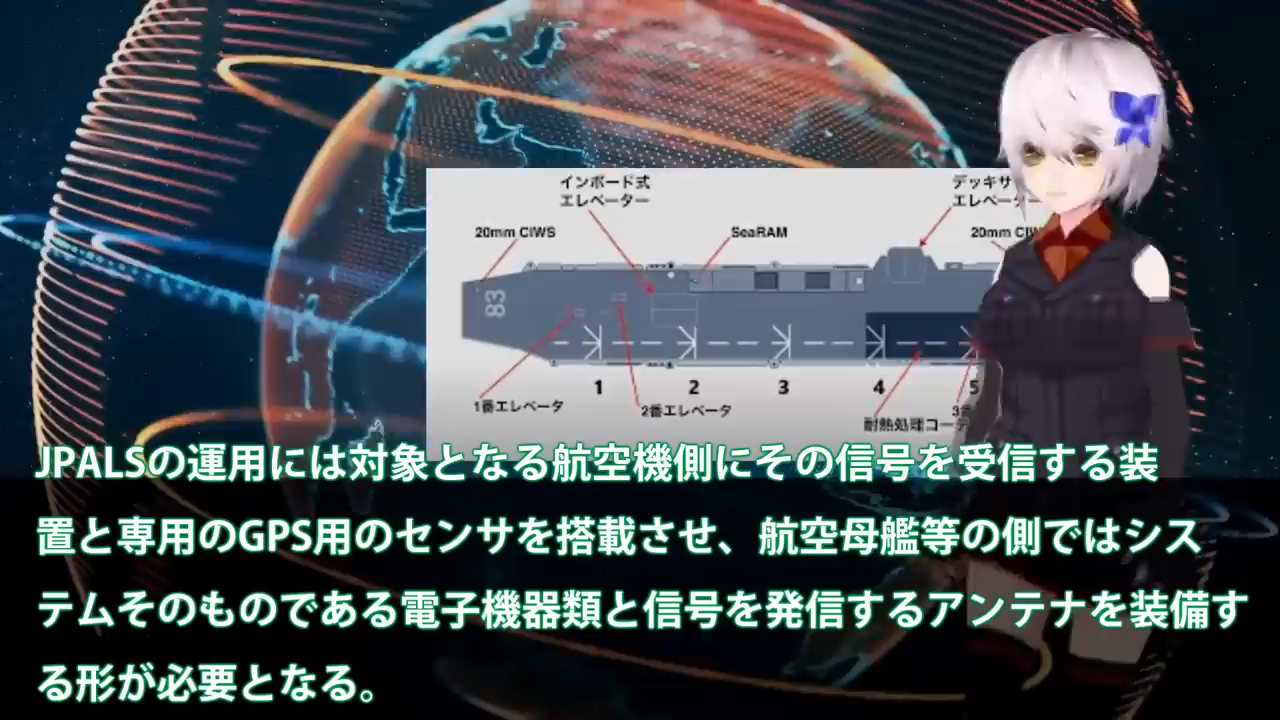 インボード式
エレベーター
デッキサ
エレベーター
20mm CIWS
SeaRAM
20mm CIW
83
1
2
3
4
5
1番エレベータ
2番エレベータ
3
耐熱処理コーテ
JPALSの運用には対象となる航空機側にその信号を受信する装
置と専用のGPS用のセンサを搭載させ、航空母艦等の側ではシス
テムそのものである電子機器類と信号を発信するアンテナを装備す
る形が必要となる。